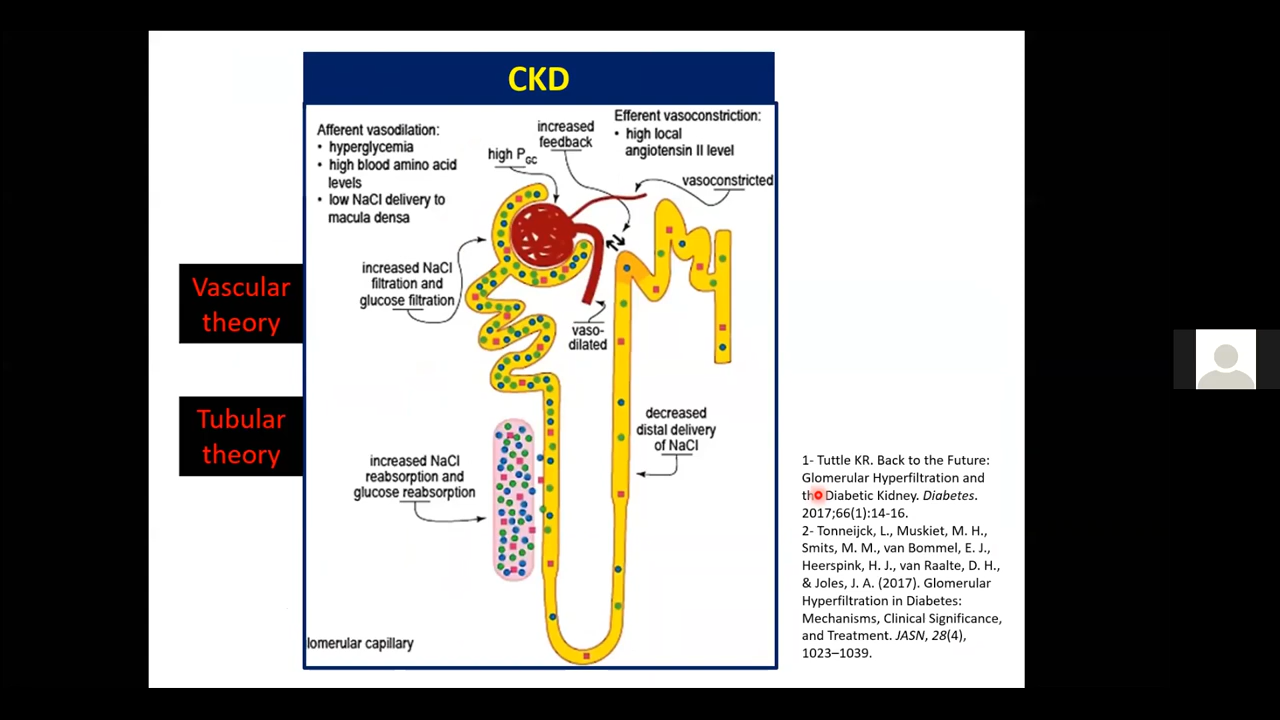 CKD
Afferent vasodilation:
• hyperglycemia
• high blood amino acid
levels
• low NaCl delivery to
macula densa
high PGC
increased
feedback
Efferent vasoconstriction:
• high local
angiotensin II level
vasoconstricted
increased NaCl
filtration and
glucose filtration
vaso-
dilated
Vascular
theory
Tubular
theory
increased NaCl
reabsorption and
glucose reabsorption
decreased
distal delivery
of NaCl
lomerular capillary
1- Tuttle KR. Back to the Future:
Glomerular Hyperfiltration and
th Diabetic Kidney. Diabetes.
2017;66(1):14-16.
2- Tonneijck, L., Muskiet, M. H.,
Smits, M. M., van Bommel, E. J.,
Heerspink, H. J., van Raalte, D. H.,
& Joles, J. A. (2017). Glomerular
Hyperfiltration in Diabetes:
Mechanisms, Clinical Significance,
and Treatment. JASN, 28(4),
1023–1039.